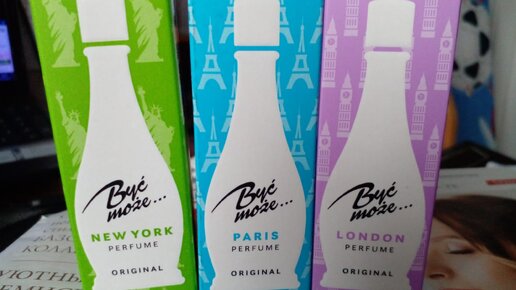 Być
może...
NEW YORK
PERFUME
ORIGINAL
Być
może...
PARIS
PERFUME
ORIGINAL
Być
może...
LONDON
PERFUME
ORIGINAL